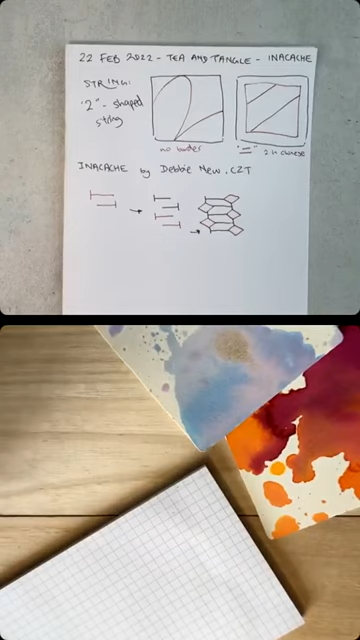 22 FEB 2022 - TEA AND TANGLE - INACACHE
STRING:
"2" - shaped
string
no border
"=" 2 in chinese
INACACHE by Debbie New, CZT